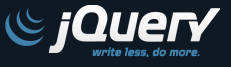 jQuery
write less, do more.